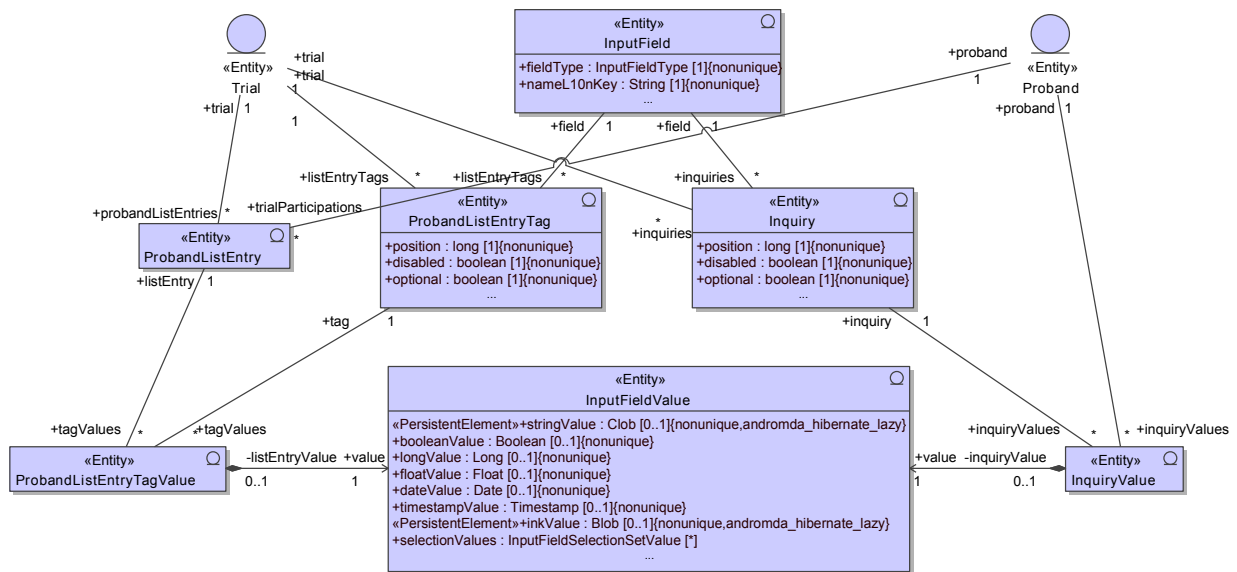 «Entity»
Trial
«Entity»
InputField
+fieldType : InputFieldType [1]{nonunique}
+nameL10nKey : String [1]{nonunique}
...
«Entity»
Proband
+trial
+trial
1
1
+trial
1
+proband
1
+proband
1
+field
1
+field
1
+listEntryTags
*
+listEntryTags
*
+inquiries
*
+probandListEntries
*
+trialParticipations
*
*
+inquiries
«Entity»
ProbandListEntry
«Entity»
ProbandListEntryTag
+position : long [1]{nonunique}
+disabled : boolean [1]{nonunique}
+optional : boolean [1]{nonunique}
...
«Entity»
Inquiry
+position : long [1]{nonunique}
+disabled : boolean [1]{nonunique}
+optional : boolean [1]{nonunique}
...
+listEntry
1
+tag
1
+inquiry
1
+tagValues
*
*
+tagValues
+inquiryValues
*
*
+inquiryValues
«Entity»
ProbandListEntryTagValue
-listEntryValue
0..1
+value
1
«Entity»
InputFieldValue
«PersistentElement»+stringValue : Clob [0..1]{nonunique,andromda_hibernate_lazy}
+booleanValue : Boolean [0..1]{nonunique}
+longValue : Long [0..1]{nonunique}
+floatValue : Float [0..1]{nonunique}
+dateValue : Date [0..1]{nonunique}
+timestampValue : Timestamp [0..1]{nonunique}
«PersistentElement»+inkValue : Blob [0..1]{nonunique,andromda_hibernate_lazy}
+selectionValues : InputFieldSelectionSetValue [*]
...
+value
1
-inquiryValue
0..1
«Entity»
InquiryValue